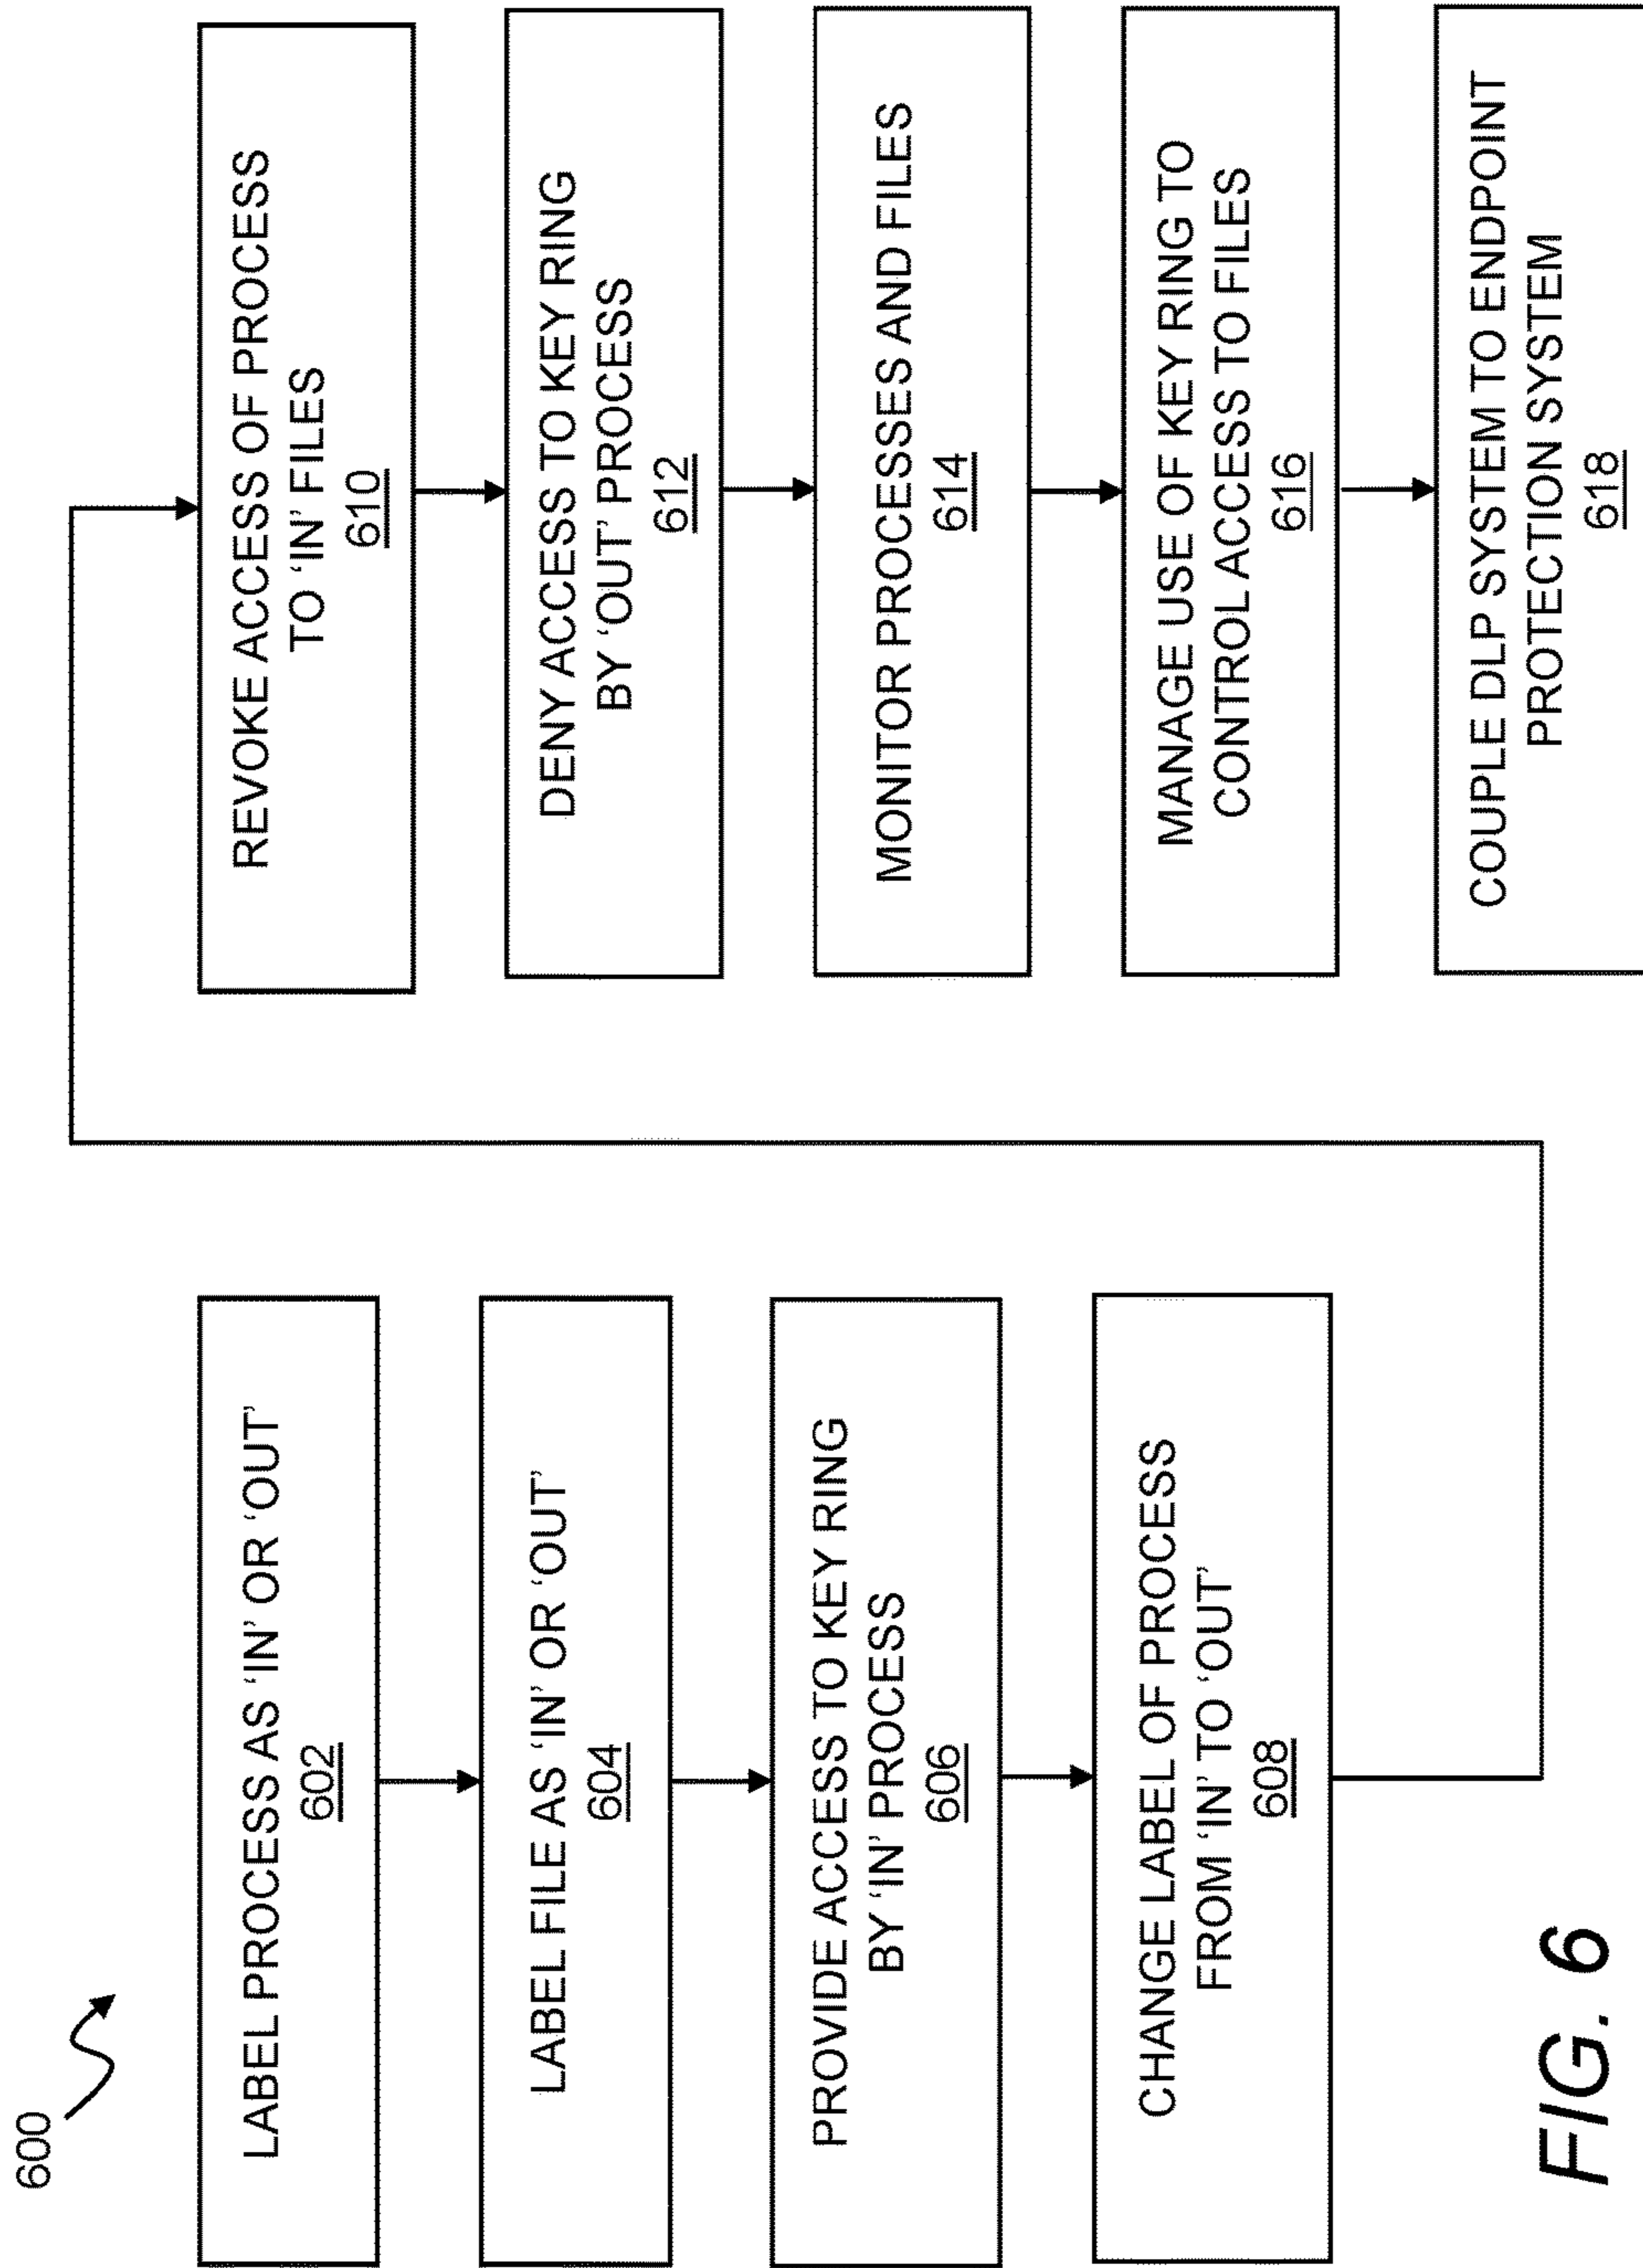 600
LABEL PROCESS AS ‘IN’ OR ‘OUT’
602
LABEL FILE AS ‘IN’ OR ‘OUT’
604
PROVIDE ACCESS TO KEY RING
BY ‘IN’ PROCESS
606
CHANGE LABEL OF PROCESS
FROM ‘IN’ TO ‘OUT’
608
REVOKE ACCESS OF PROCESS
TO ‘IN’ FILES
610
DENY ACCESS TO KEY RING
BY ‘OUT’ PROCESS
612
MONITOR PROCESSES AND FILES
614
MANAGE USE OF KEY RING TO
CONTROL ACCESS TO FILES
616
COUPLE DLP SYSTEM TO ENDPOINT
PROTECTION SYSTEM
618
FIG. 6